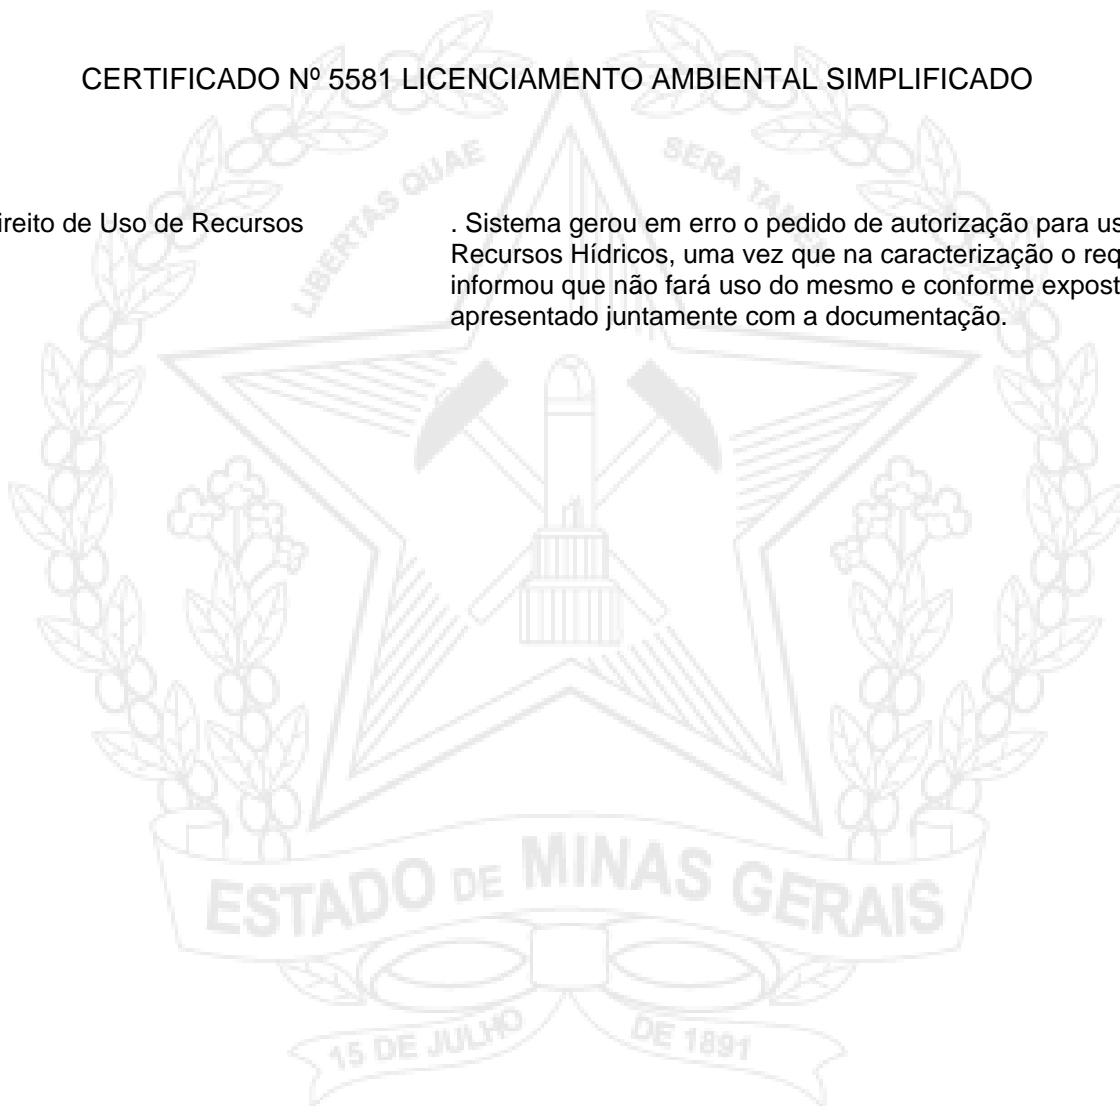 CERTIFICADO Nº 5581 LICENCIAMENTO AMBIENTAL SIMPLIFICADO
LIBERTAS QUAE SERA TAMEN
ireito de Uso de Recursos
. Sistema gerou em erro o pedido de autorização para us
Recursos Hídricos, uma vez que na caracterização o req
informou que não fará uso do mesmo e conforme expost
apresentado juntamente com a documentação.
ESTADO DE MINAS GERAIS
15 DE JULHO DE 1891